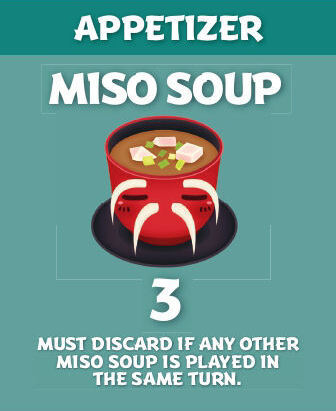 APPETIZER
MISO SOUP
3
MUST DISCARD IF ANY OTHER
MISO SOUP IS PLAYED IN
THE SAME TURN.